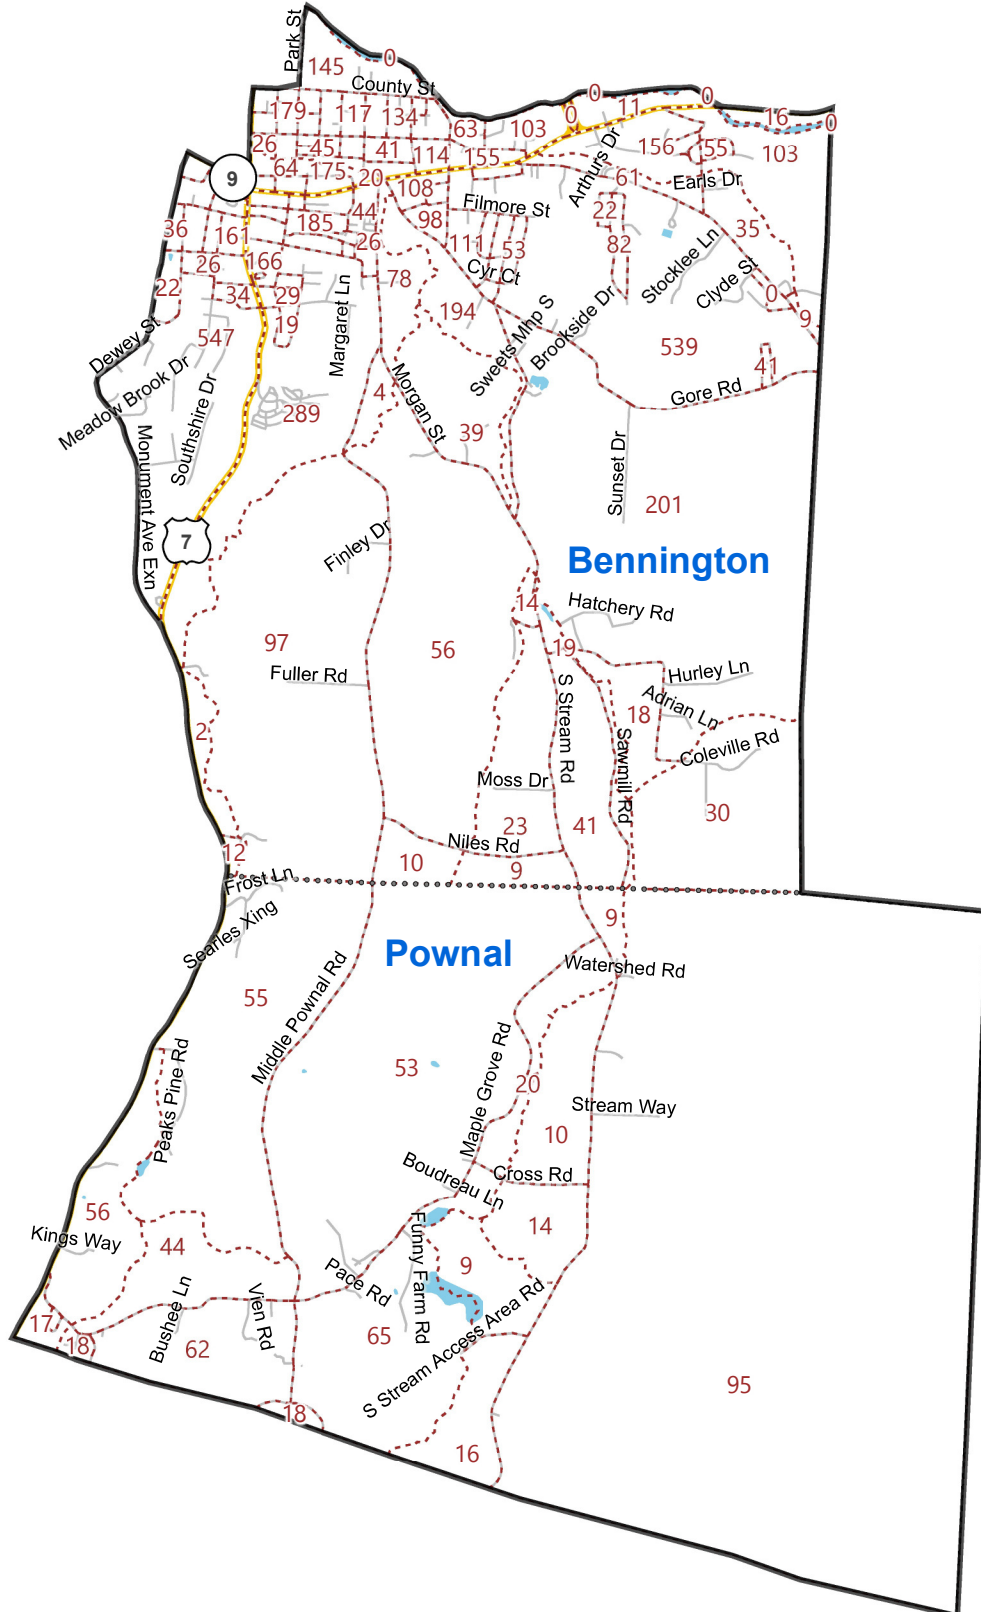 Park St
0
145
County St
0
0
179
117
134
0
11
16
0
63
103
26
45
41
114
155
156
55
103
9
64
175
20
108
61
Arthurs Dr
Earls Dr
36
161
185
44
98
Filmore St
22
35
26
111
53
82
26
166
78
Cyr Ct
Stocklee Ln
Clyde St
22
34
29
Margaret Ln
194
Sweets Mhp S
Brookside Dr
0
9
Dewey St
547
19
539
41
Meadow Brook Dr
Southshire Dr
289
4
Morgan St
39
Gore Rd
Monument Ave Exn
Sunset Dr
201
7
Finley Dr
Bennington
14
Hatchery Rd
97
56
19
Fuller Rd
Hurley Ln
Adrian Ln
2
S Stream Rd
18
Sawmill Rd
Coleville Rd
Moss Dr
30
23
41
12
Niles Rd
10
9
Frost Ln
Searles Xing
9
Pownal
Watershed Rd
55
Middle Pownal Rd
53
Maple Grove Rd
20
Peaks Pine Rd
Stream Way
10
Boudreau Ln
Cross Rd
56
Kings Way
44
14
Funny Farm Rd
9
Pace Rd
Bushee Ln
Vien Rd
17
18
62
65
S Stream Access Area Rd
95
18
16